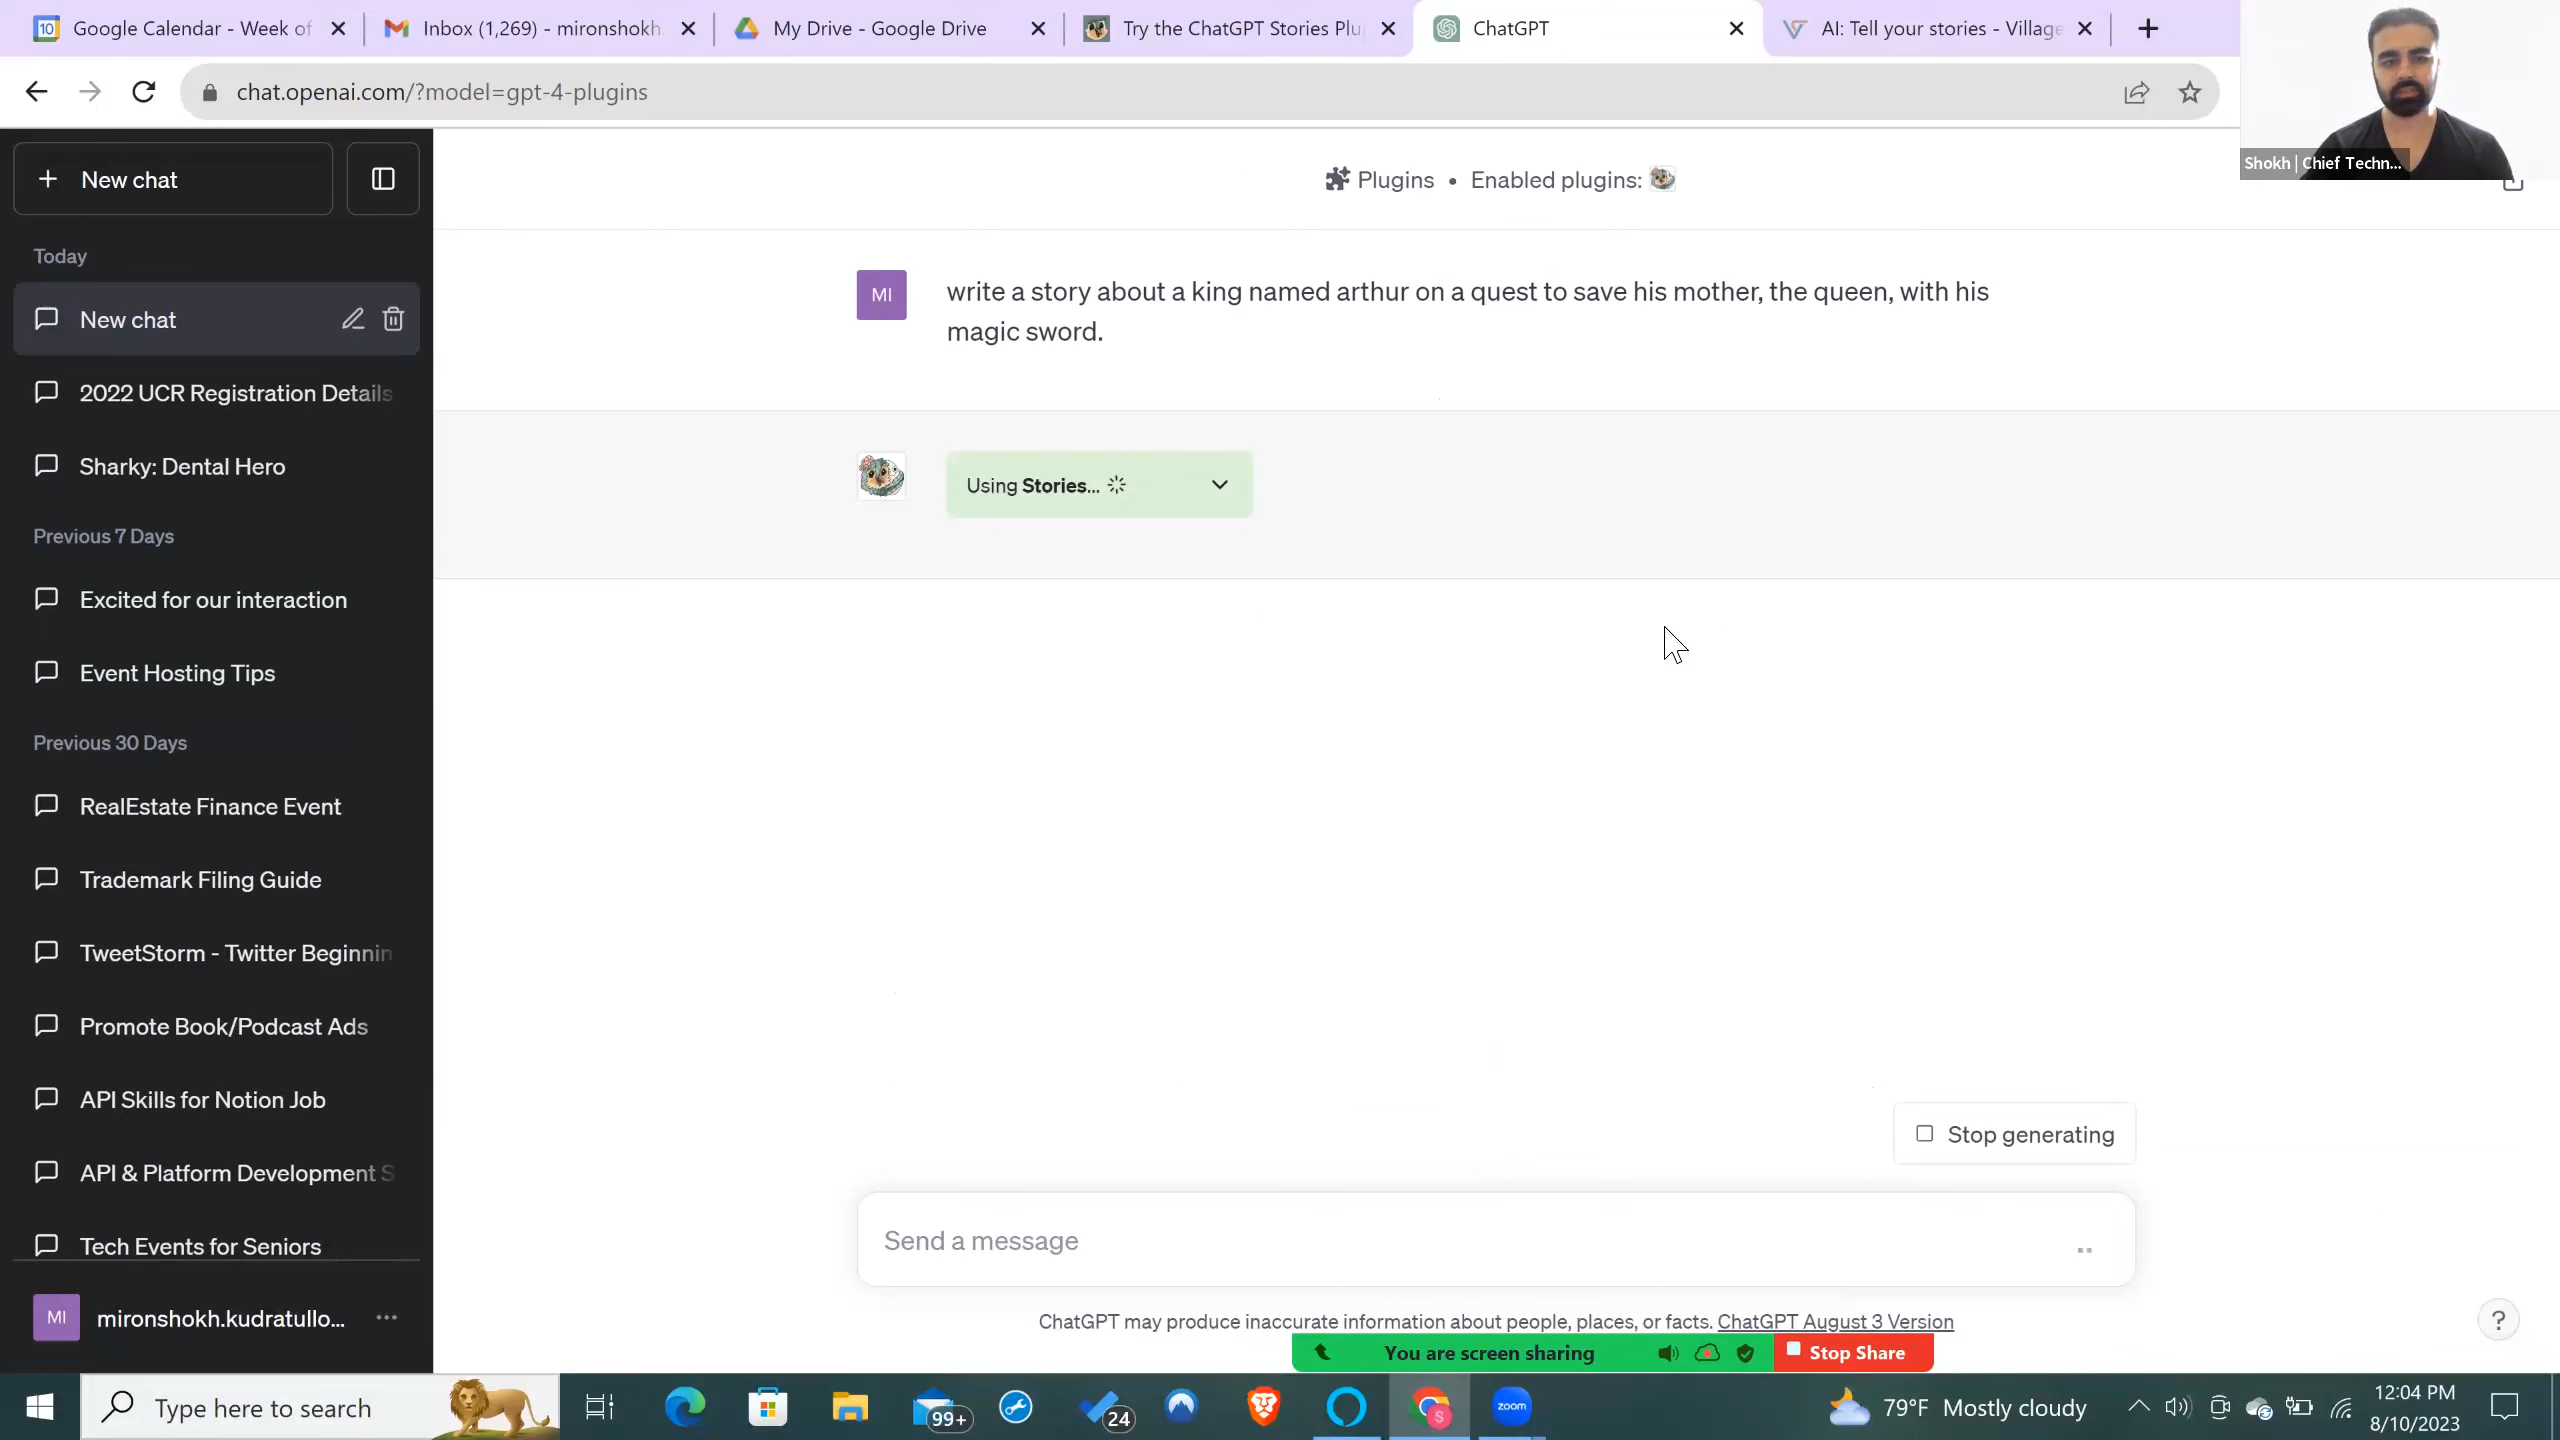 Google Calendar - Week of
Inbox (1,269) - mironshokh.
My Drive - Google Drive
Try the ChatGPT Stories Plu
ChatGPT
AI: Tell your stories - Village
chat.openai.com/?model=gpt-4-plugins
Shokh | Chief Techn...
New chat
Plugins • Enabled plugins:
Today
New chat
2022 UCR Registration Details
Sharky: Dental Hero
Previous 7 Days
Excited for our interaction
Event Hosting Tips
Previous 30 Days
RealEstate Finance Event
Trademark Filing Guide
TweetStorm - Twitter Beginnin
Promote Book/Podcast Ads
API Skills for Notion Job
API & Platform Development S
Tech Events for Seniors
MI
mironshokh.kudratullo...
MI
write a story about a king named arthur on a quest to save his mother, the queen, with his
magic sword.
Using Stories...
Stop generating
Send a message
ChatGPT may produce inaccurate information about people, places, or facts. ChatGPT August 3 Version
?
You are screen sharing
Stop Share
Type here to search
99+
24
S
zoom
79°F Mostly cloudy
12:04 PM
8/10/2023
10